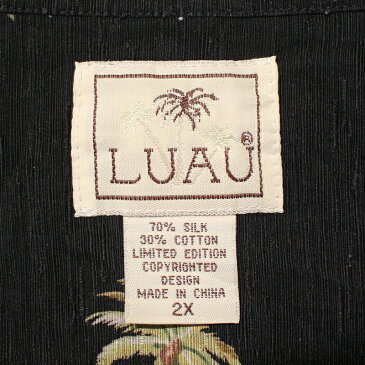 LUAU®
70% SILK
30% COTTON
LIMITED EDITION
COPYRIGHTED
DESIGN
MADE IN CHINA
2X